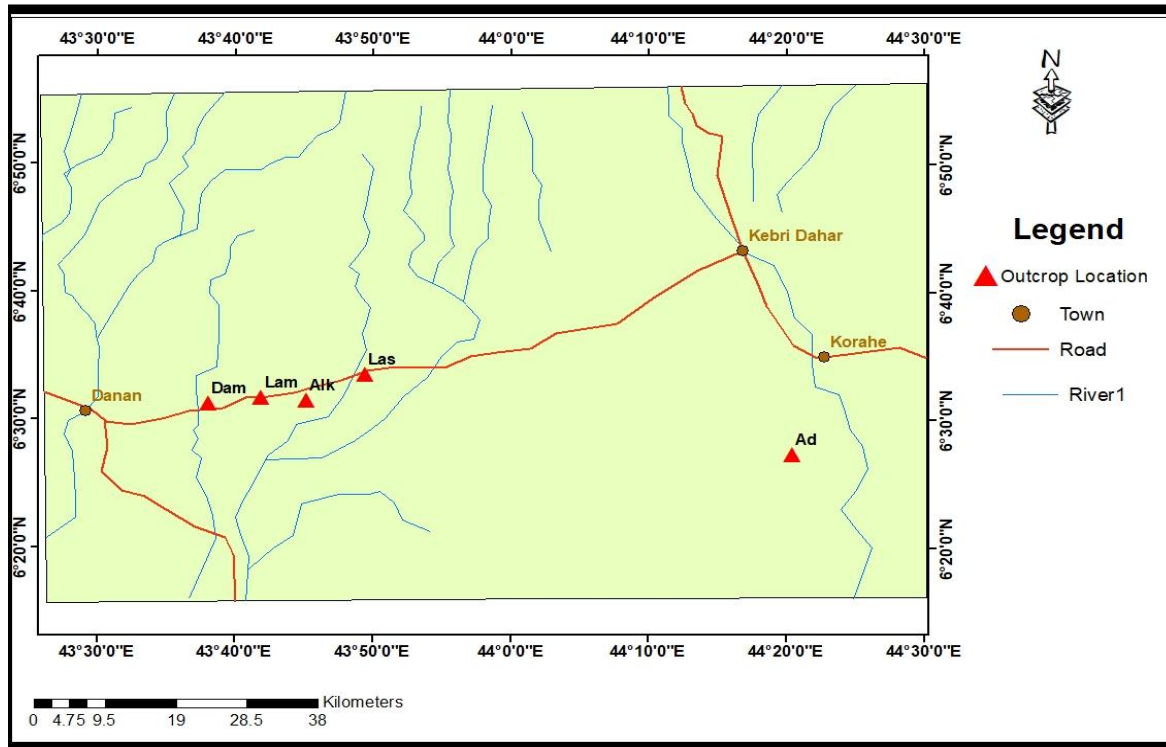 43°30'0"E 43°40'0"E 43°50'0"E 44°0'0"E 44°10'0"E 44°20'0"E 44°30'0"E
N
6°50'0"N 6°50'0"N
Legend
Kebri Dahar
Outcrop Location
6°40'0"N 6°40'0"N
Town
Korahe
Road
Las
Danan Dam Lam Alk
River1
6°30'0"N 6°30'0"N
Ad
6°20'0"N 6°20'0"N
43°30'0"E 43°40'0"E 43°50'0"E 44°0'0"E 44°10'0"E 44°20'0"E 44°30'0"E
Kilometers
0 4.75 9.5 19 28.5 38